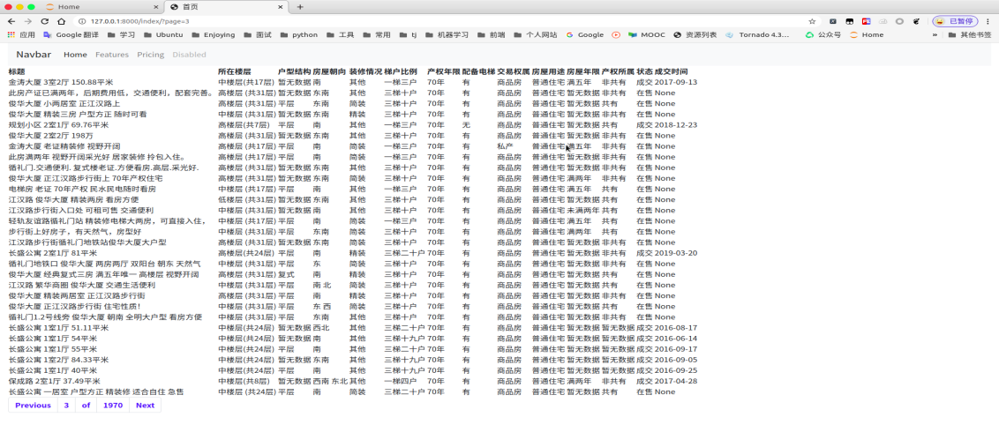 Home × 首页 × +
127.0.0.1:8000/index/?page=3 已暂停
应用 Google 翻译 学习 Ubuntu Enjoying 面试 python 工具 常用 tj 机器学习 前端 个人网站 Google MOOC 资源列表 Tornado 4.3... 公众号 Home » 其他书签
Navbar Home Features Pricing Disabled
标题 所在楼层 户型结构 房屋朝向 装修情况 梯户比例 产权年限 配备电梯 交易权属 房屋用途 房屋年限 产权所属 状态 成交时间
金涛大厦 3室2厅 150.88平米 中楼层(共17层) 暂无数据 南 其他 一梯三户 70年 有 商品房 普通住宅 满五年 非共有 成交 2017-09-13
此房产证已满两年，后期费用低，交通便利，配套完善。 高楼层 (共31层) 暂无数据 东南 其他 三梯十户 70年 有 商品房 普通住宅 暂无数据 非共有 在售 None
俊华大厦 小两居室 正江汉路上 高楼层 (共31层) 平层 东南 简装 三梯十户 70年 有 商品房 普通住宅 暂无数据 共有 在售 None
俊华大厦 精装三房 户型方正 随时可看 中楼层 (共31层) 暂无数据 东南 精装 三梯十户 70年 有 商品房 普通住宅 暂无数据 非共有 在售 None
规划小区 2室1厅 69.76平米 高楼层(共7层) 平层 南 其他 一梯三户 70年 无 商品房 普通住宅 暂无数据 共有 成交 2018-12-23
俊华大厦 2室2厅 198万 高楼层 (共31层) 暂无数据 东南 其他 三梯十户 70年 有 商品房 普通住宅 暂无数据 非共有 在售 None
金涛大厦 老证精装修 视野开阔 高楼层 (共17层) 平层 南 简装 一梯三户 70年 有 私产 普通住宅 满五年 非共有 在售 None
此房满两年 视野开阔采光好 居家装修 拎包入住。 高楼层 (共17层) 平层 南 简装 一梯三户 70年 有 商品房 普通住宅 暂无数据 非共有 在售 None
循礼门.交通便利. 复式楼老证.方便看房.高层.采光好. 高楼层 (共31层) 暂无数据 东南 其他 三梯十户 70年 有 商品房 普通住宅 暂无数据 非共有 在售 None
俊华大厦 正江汉路步行街上 70年产权住宅 中楼层 (共31层) 平层 东南 简装 三梯十户 70年 有 商品房 普通住宅 满两年 非共有 在售 None
电梯房 老证 70年产权 民水民电随时看房 中楼层 (共17层) 平层 南 其他 一梯三户 70年 有 商品房 普通住宅 满五年 共有 在售 None
江汉路 俊华大厦 精装两房 看房方便 低楼层 (共31层) 暂无数据 东南 简装 三梯十户 70年 有 商品房 普通住宅 暂无数据 共有 在售 None
江汉路步行街入口处 可租可售 交通便利 中楼层 (共31层) 暂无数据 南 其他 三梯十户 70年 有 商品房 普通住宅 未满两年 共有 在售 None
轻轨友谊路循礼门站 精装修电梯大两房，可直接入住， 中楼层 (共17层) 平层 南 简装 一梯三户 70年 有 商品房 普通住宅 满五年 共有 在售 None
步行街上好房子，有天然气，房型好 中楼层 (共31层) 平层 东南 简装 三梯十户 70年 有 商品房 普通住宅 满两年 共有 在售 None
江汉路步行街循礼门地铁站俊华大厦大户型 高楼层 (共31层) 暂无数据 东南 简装 三梯十户 70年 有 商品房 普通住宅 暂无数据 非共有 在售 None
长盛公寓 2室1厅 81平米 高楼层(共24层) 平层 南 精装 三梯二十户 70年 有 商品房 普通住宅 暂无数据 非共有 成交 2019-03-20
循礼门地铁口 俊华大厦 两房两厅 双阳台 朝东 天然气 中楼层 (共31层) 平层 东 简装 三梯十户 70年 有 商品房 普通住宅 暂无数据 非共有 在售 None
俊华大厦 经典复式三房 满五年唯一 高楼层 视野开阔 高楼层 (共31层) 复式 南 精装 三梯十户 70年 有 商品房 普通住宅 暂无数据 共有 在售 None
江汉路 繁华商圈 俊华大厦 交通生活便利 中楼层 (共31层) 平层 南 北 简装 三梯十户 70年 有 商品房 普通住宅 暂无数据 共有 在售 None
俊华大厦 精装两居室 正江汉路步行街 高楼层 (共31层) 平层 南 精装 三梯十户 70年 有 商品房 普通住宅 暂无数据 非共有 在售 None
俊华大厦 正江汉路步行街 住宅性质！ 中楼层 (共31层) 平层 东 西 简装 三梯十户 70年 有 商品房 普通住宅 暂无数据 共有 在售 None
循礼门1.2号线旁 俊华大厦 朝南 全明大户型 看房方便 中楼层 (共31层) 平层 东南 其他 三梯十户 70年 有 商品房 普通住宅 暂无数据 非共有 在售 None
长盛公寓 1室1厅 51.11平米 中楼层(共24层) 暂无数据 西北 其他 三梯二十户 70年 有 商品房 普通住宅 暂无数据 暂无数据 成交 2016-08-17
长盛公寓 1室1厅 54平米 中楼层(共24层) 暂无数据 南 其他 三梯十九户 70年 有 商品房 普通住宅 暂无数据 暂无数据 成交 2016-06-14
长盛公寓 1室1厅 55平米 中楼层(共24层) 平层 南 其他 三梯二十户 70年 有 商品房 普通住宅 暂无数据 暂无数据 成交 2016-09-17
长盛公寓 1室2厅 84.33平米 中楼层(共24层) 暂无数据 东南 其他 三梯十九户 70年 有 商品房 普通住宅 暂无数据 暂无数据 成交 2016-09-05
长盛公寓 1室1厅 40平米 中楼层(共24层) 平层 南 其他 三梯十九户 70年 有 商品房 普通住宅 暂无数据 暂无数据 成交 2016-09-25
保成路 2室1厅 37.49平米 中楼层(共8层) 暂无数据 西南 东北 其他 一梯四户 70年 有 商品房 普通住宅 满两年 非共有 成交 2017-04-28
长盛公寓 一居室 户型方正 精装修 适合自住 急售 中楼层 (共24层) 平层 南 简装 三梯二十户 70年 有 商品房 普通住宅 暂无数据 共有 在售 None
Previous 3 of 1970 Next